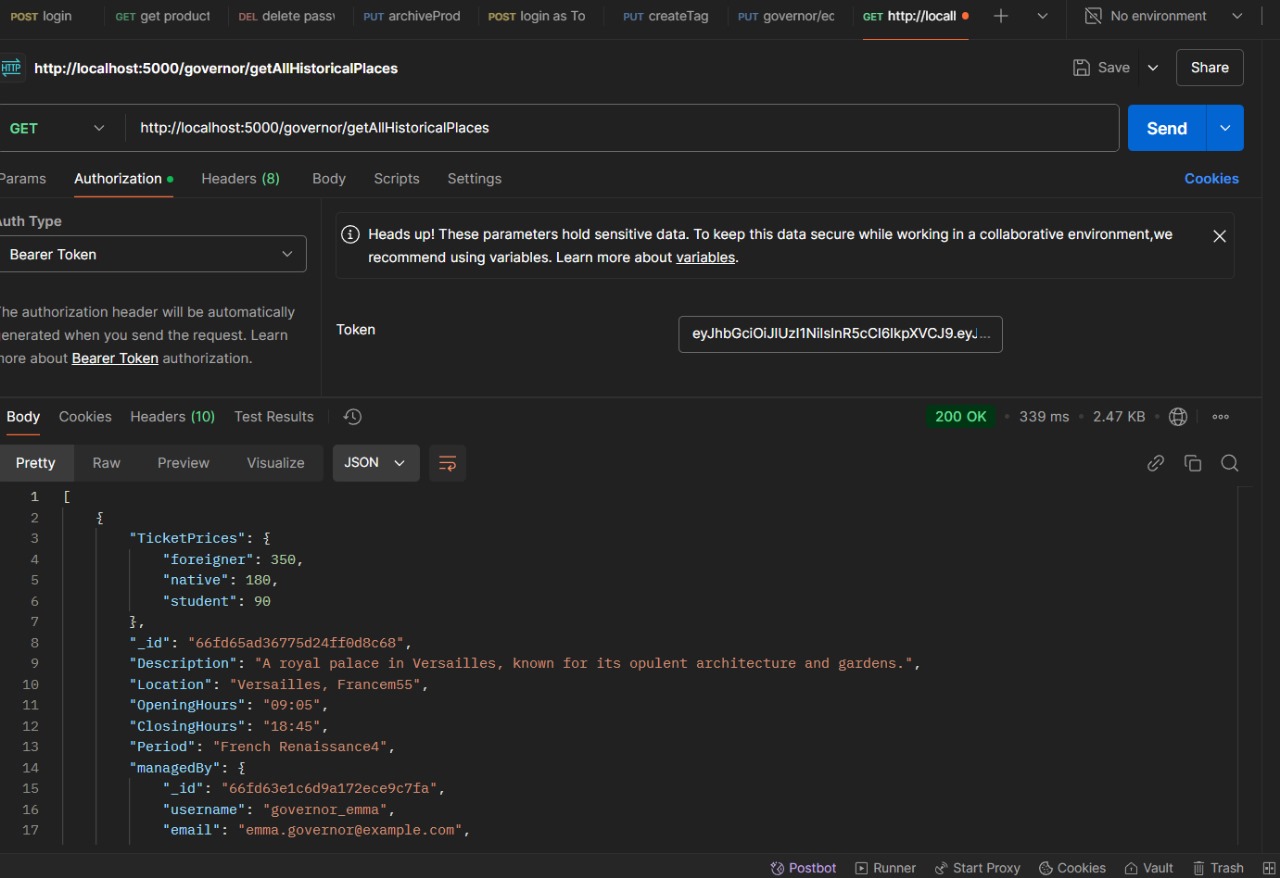 POST login GET get product DEL delete pass PUT archiveProd POST login as To PUT createTag PUT governor/ec GET http://locall No environment
HTTP http://localhost:5000/governor/getAllHistoricalPlaces Save Share
GET http://localhost:5000/governor/getAllHistoricalPlaces Send
Params Authorization Headers (8) Body Scripts Settings Cookies
Auth Type
Bearer Token
The authorization header will be automatically
generated when you send the request. Learn
more about Bearer Token authorization.
Heads up! These parameters hold sensitive data. To keep this data secure while working in a collaborative environment,we
recommend using variables. Learn more about variables.
Token
Body Cookies Headers (10) Test Results 200 OK 339 ms 2.47 KB
Pretty Raw Preview Visualize JSON
1 [
2 {
3 "TicketPrices": {
4 "foreigner": 350,
5 "native": 180,
6 "student": 90
7 },
8 "_id": "66fd65ad36775d24ff0d8c68",
9 "Description": "A royal palace in Versailles, known for its opulent architecture and gardens.",
10 "Location": "Versailles, Francem55",
11 "OpeningHours": "09:05",
12 "ClosingHours": "18:45",
13 "Period": "French Renaissance4",
14 "managedBy": {
15 "_id": "66fd63e1c6d9a172ece9c7fa",
16 "username": "governor_emma",
17 "email": "emma.governor@example.com",
Postbot Runner Start Proxy Cookies Vault Trash